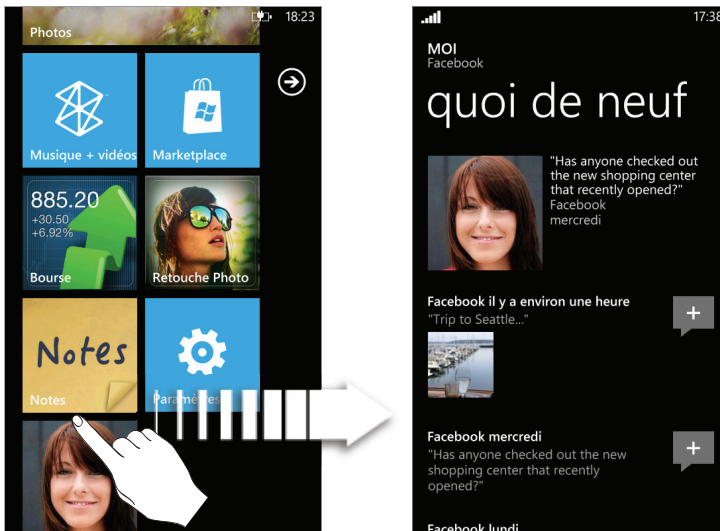 18:23
Photos
Musique + vidéos
Marketplace
885.20
+30.50
+6.92%
Bourse
Retouche Photo
Notes
Notes
Paramètres
17:38
MOI
Facebook
quoi de neuf
"Has anyone checked out
the new shopping center
that recently opened?"
Facebook
mercredi
Facebook il y a environ une heure
"Trip to Seattle..."
Facebook mercredi
"Has anyone checked out the new
shopping center that recently
opened?"
Facebook lundi